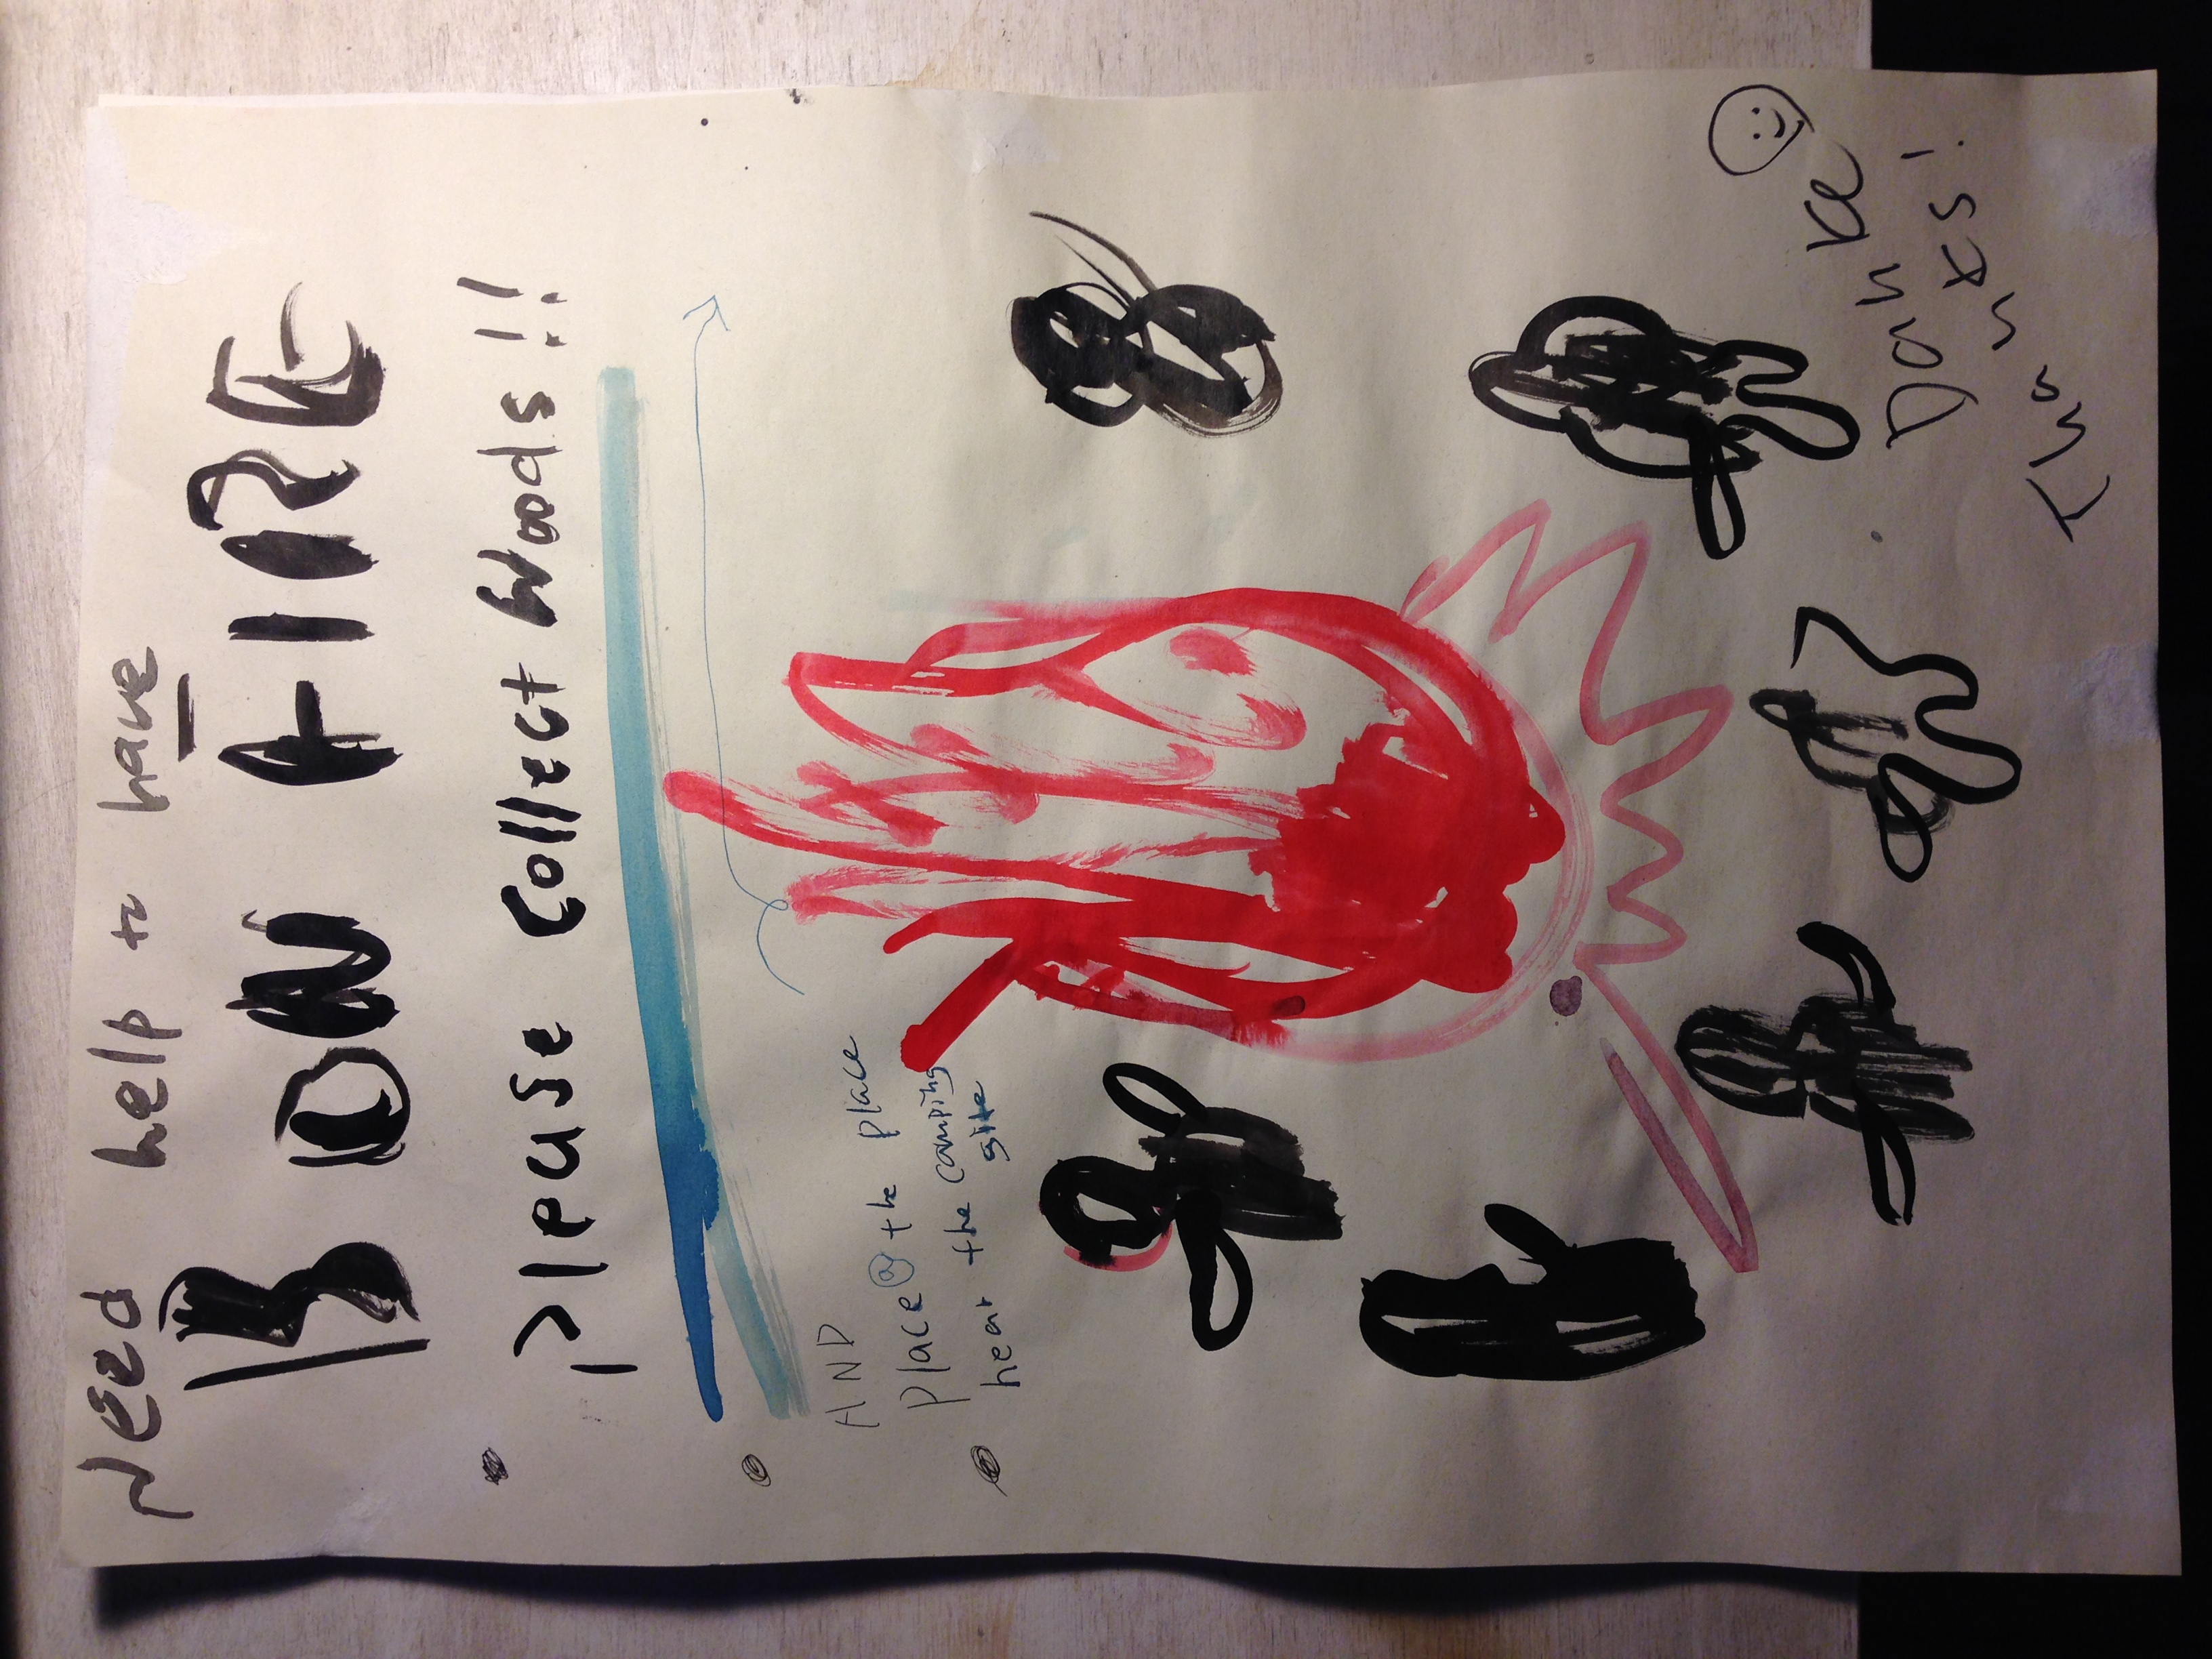 Need help to have
BON FIRE
Please collect Woods!!
AND
Place @ the place
near the camping
site
Danke
Thanks!